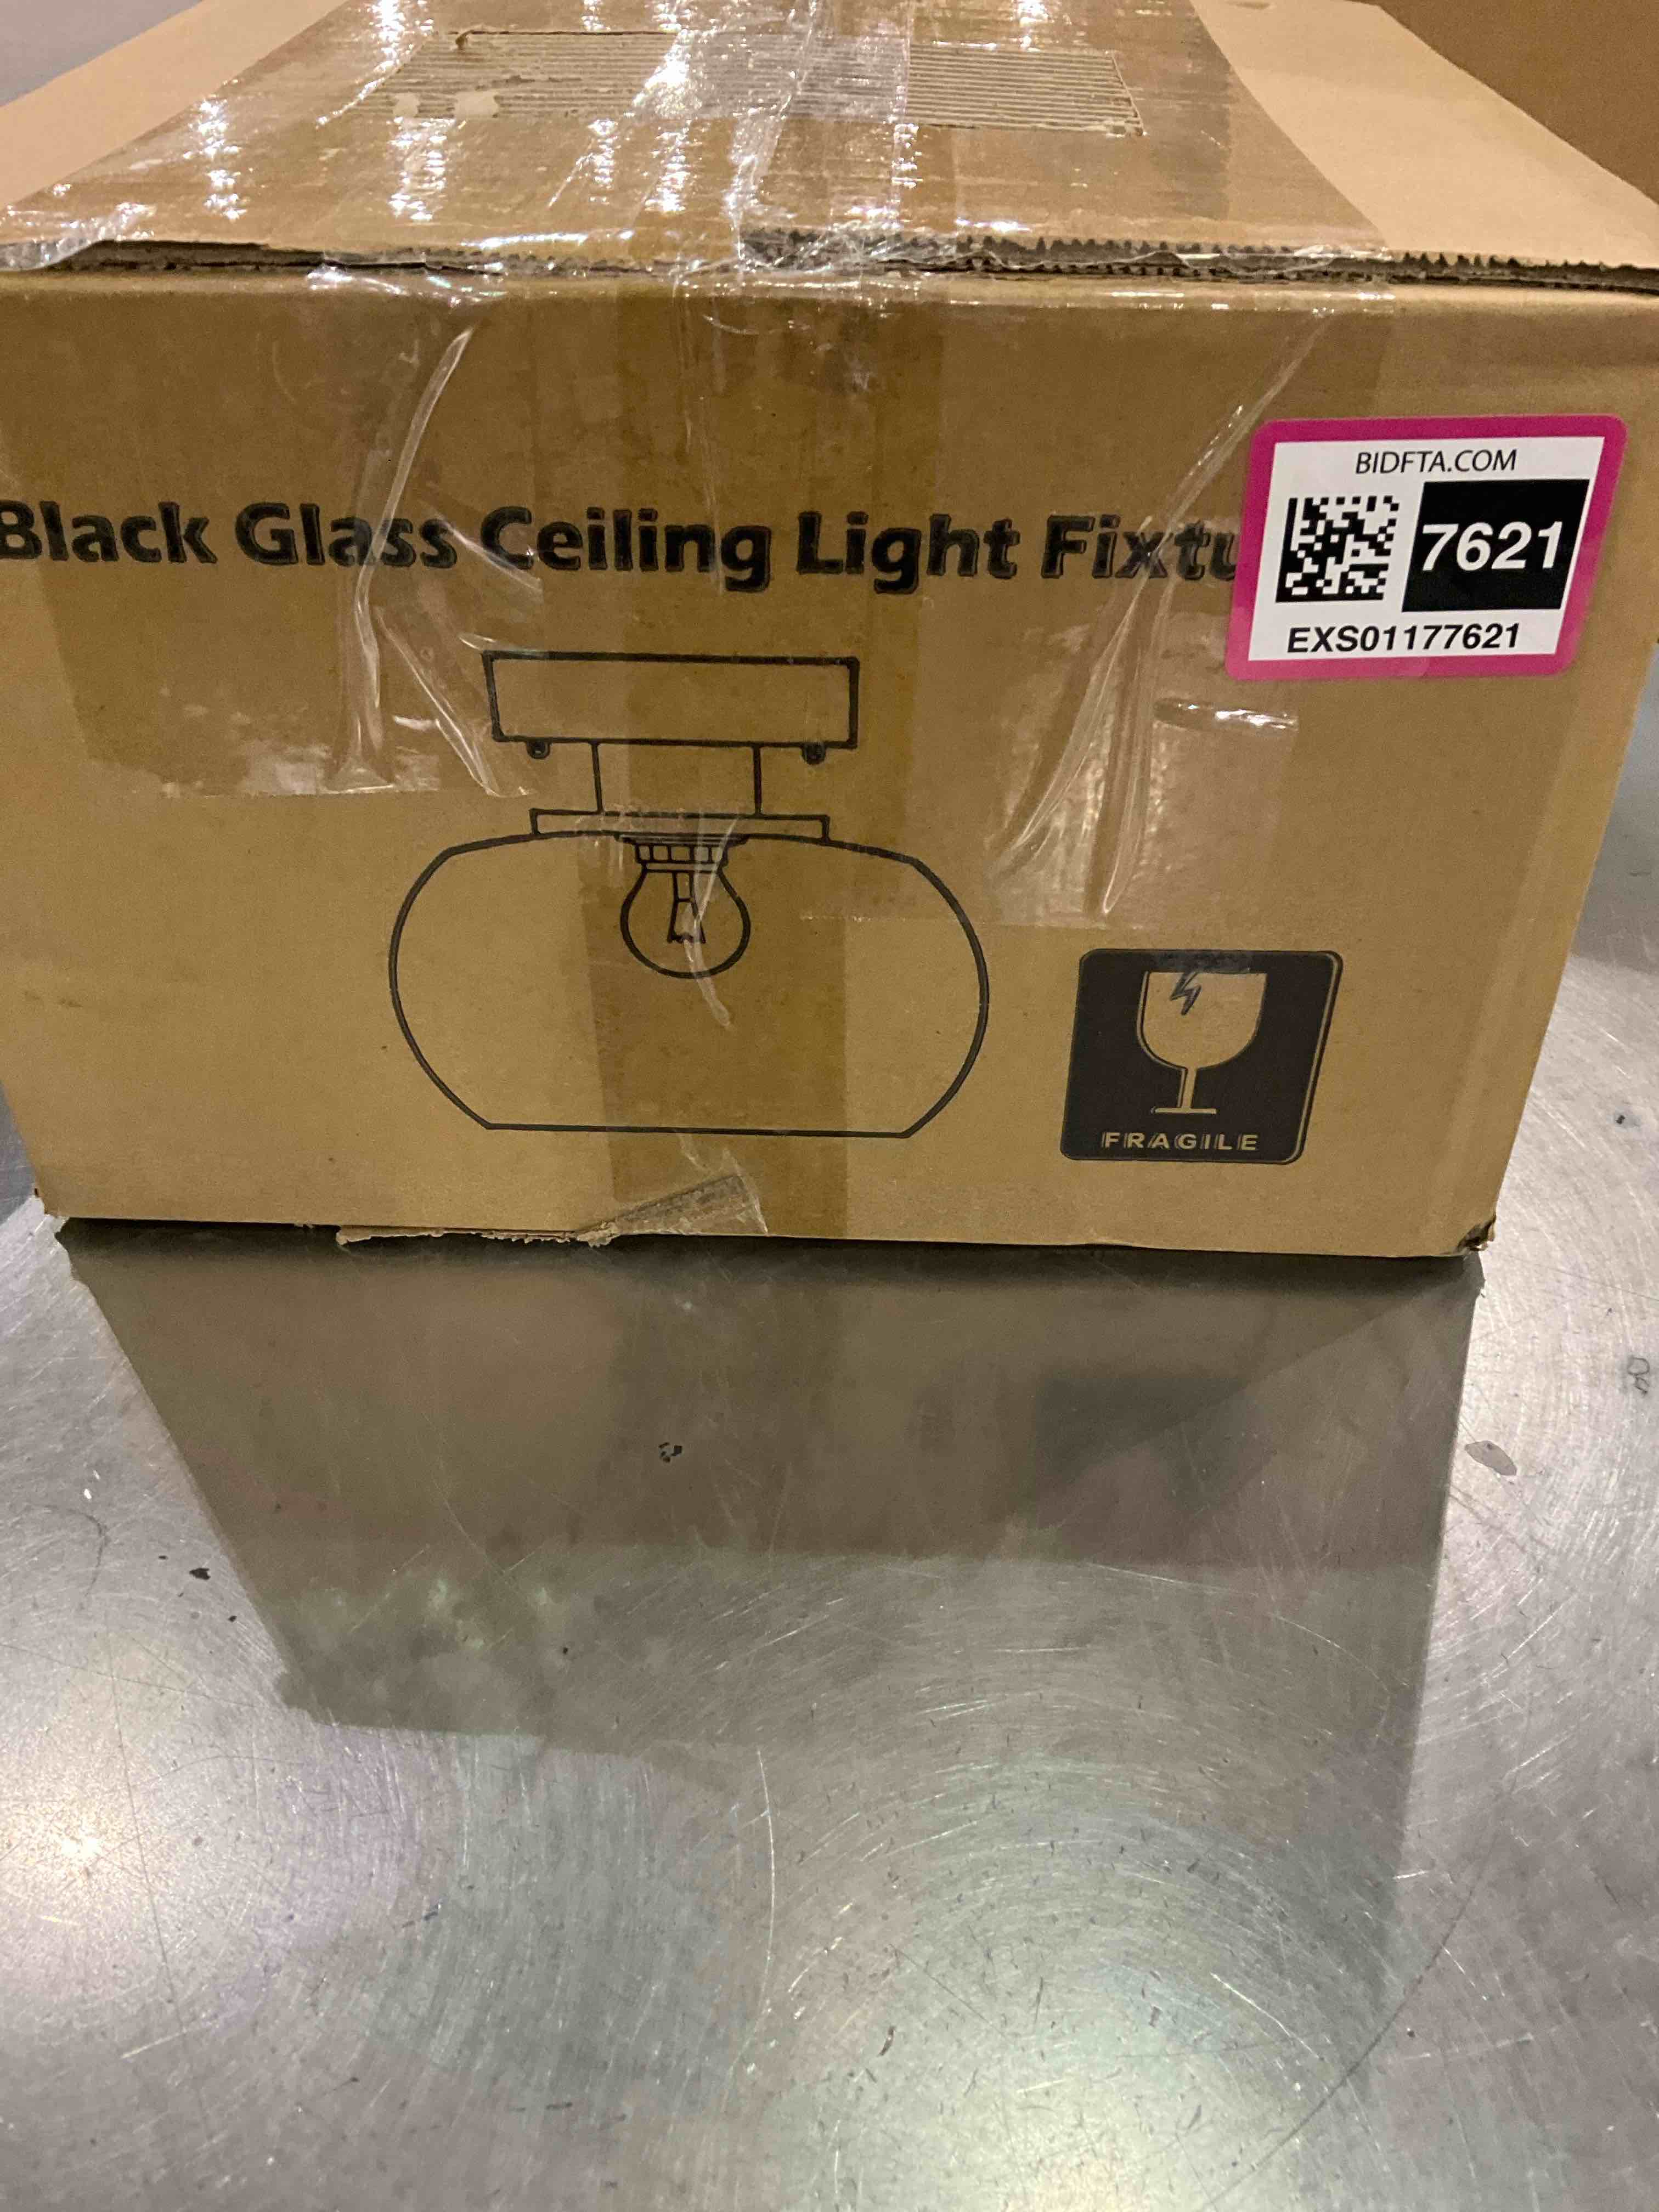 BIDFTA.COM
7621
EXS01177621
Black Glass Ceiling Light Fixtu
FRAGILE